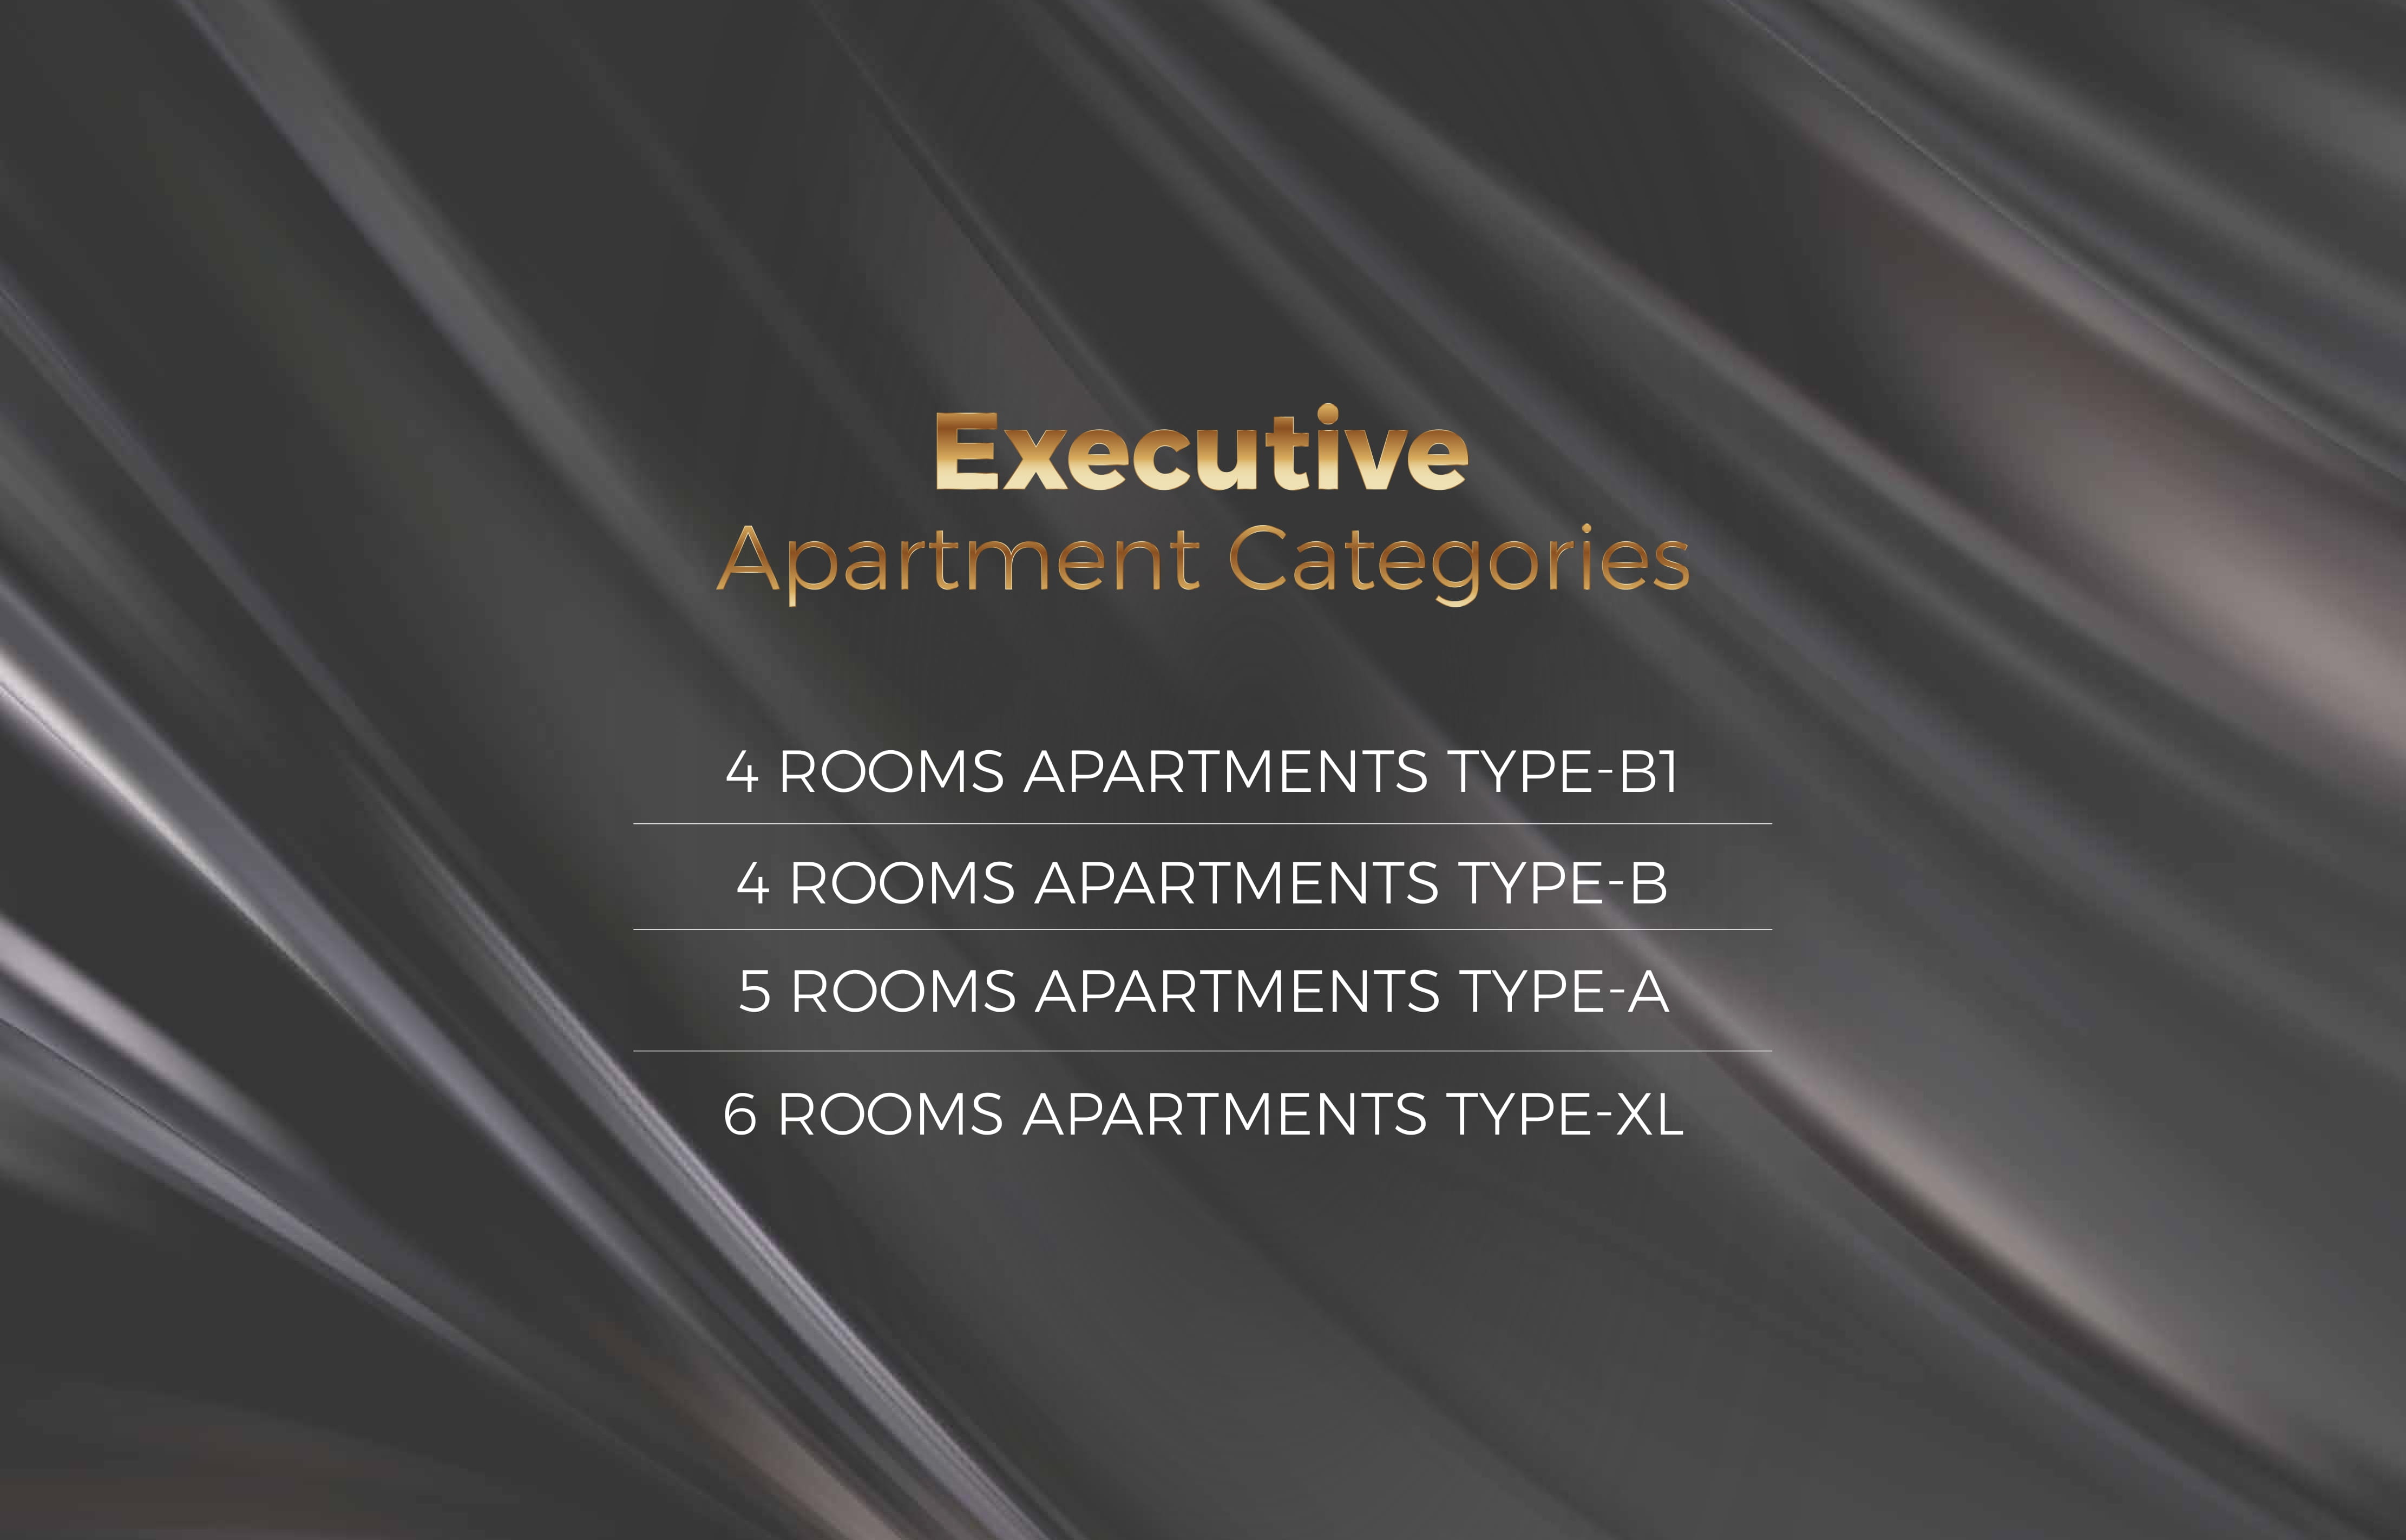 Executive
Apartment Categories
4 ROOMS APARTMENTS TYPE-B1
4 ROOMS APARTMENTS TYPE-B
5 ROOMS APARTMENTS TYPE-A
6 ROOMS APARTMENTS TYPE-XL